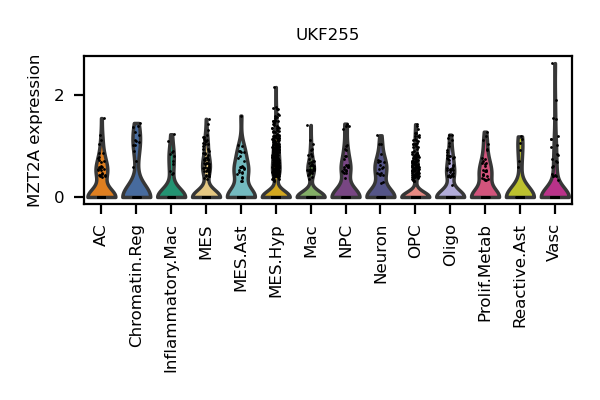 UKF255
MZT2A expression
2
0
AC
Chromatin.Reg
Inflammatory.Mac
MES
MES.Ast
MES.Hyp
Mac
NPC
Neuron
OPC
Oligo
Prolif.Metab
Reactive.Ast
Vasc